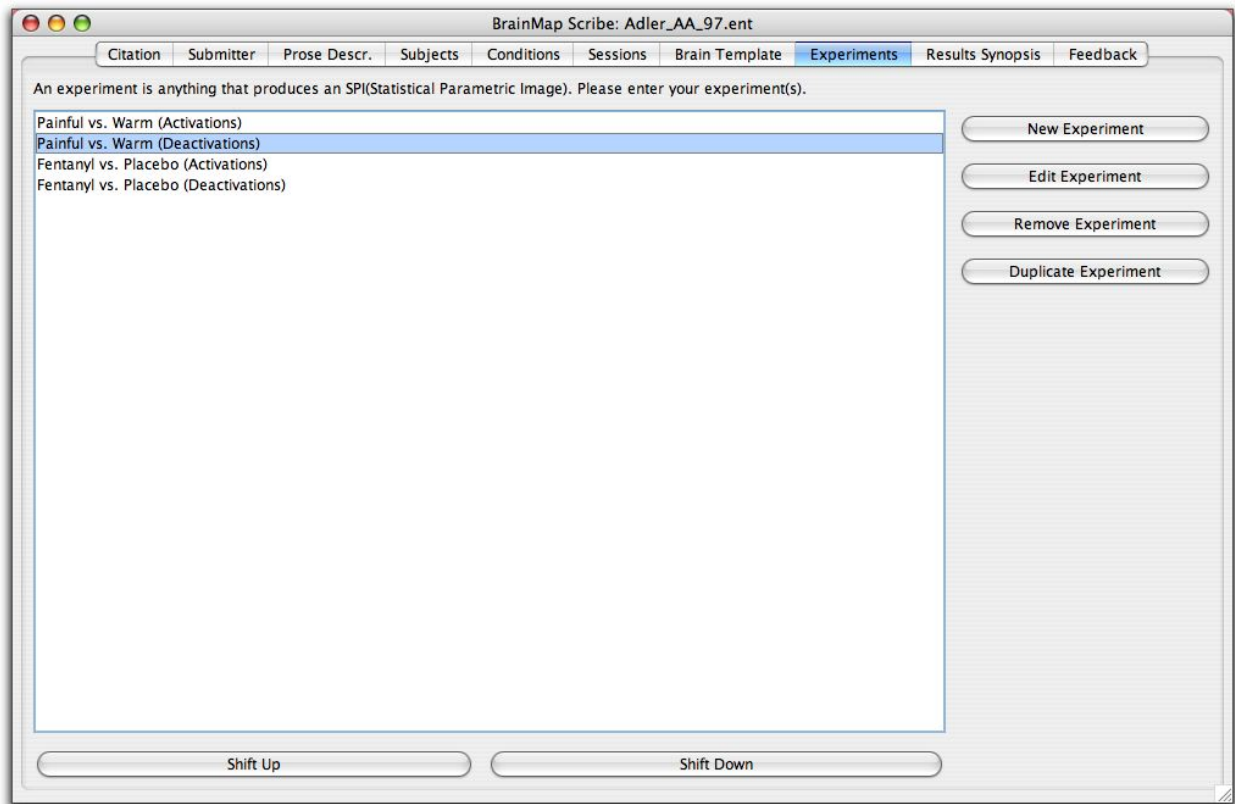 BrainMap Scribe: Adler_AA_97.ent
Citation Submitter Prose Descr. Subjects Conditions Sessions Brain Template Experiments Results Synopsis Feedback
An experiment is anything that produces an SPI(Statistical Parametric Image). Please enter your experiment(s).
Painful vs. Warm (Activations)
Painful vs. Warm (Deactivations)
Fentanyl vs. Placebo (Activations)
Fentanyl vs. Placebo (Deactivations)
New Experiment
Edit Experiment
Remove Experiment
Duplicate Experiment
Shift Up Shift Down